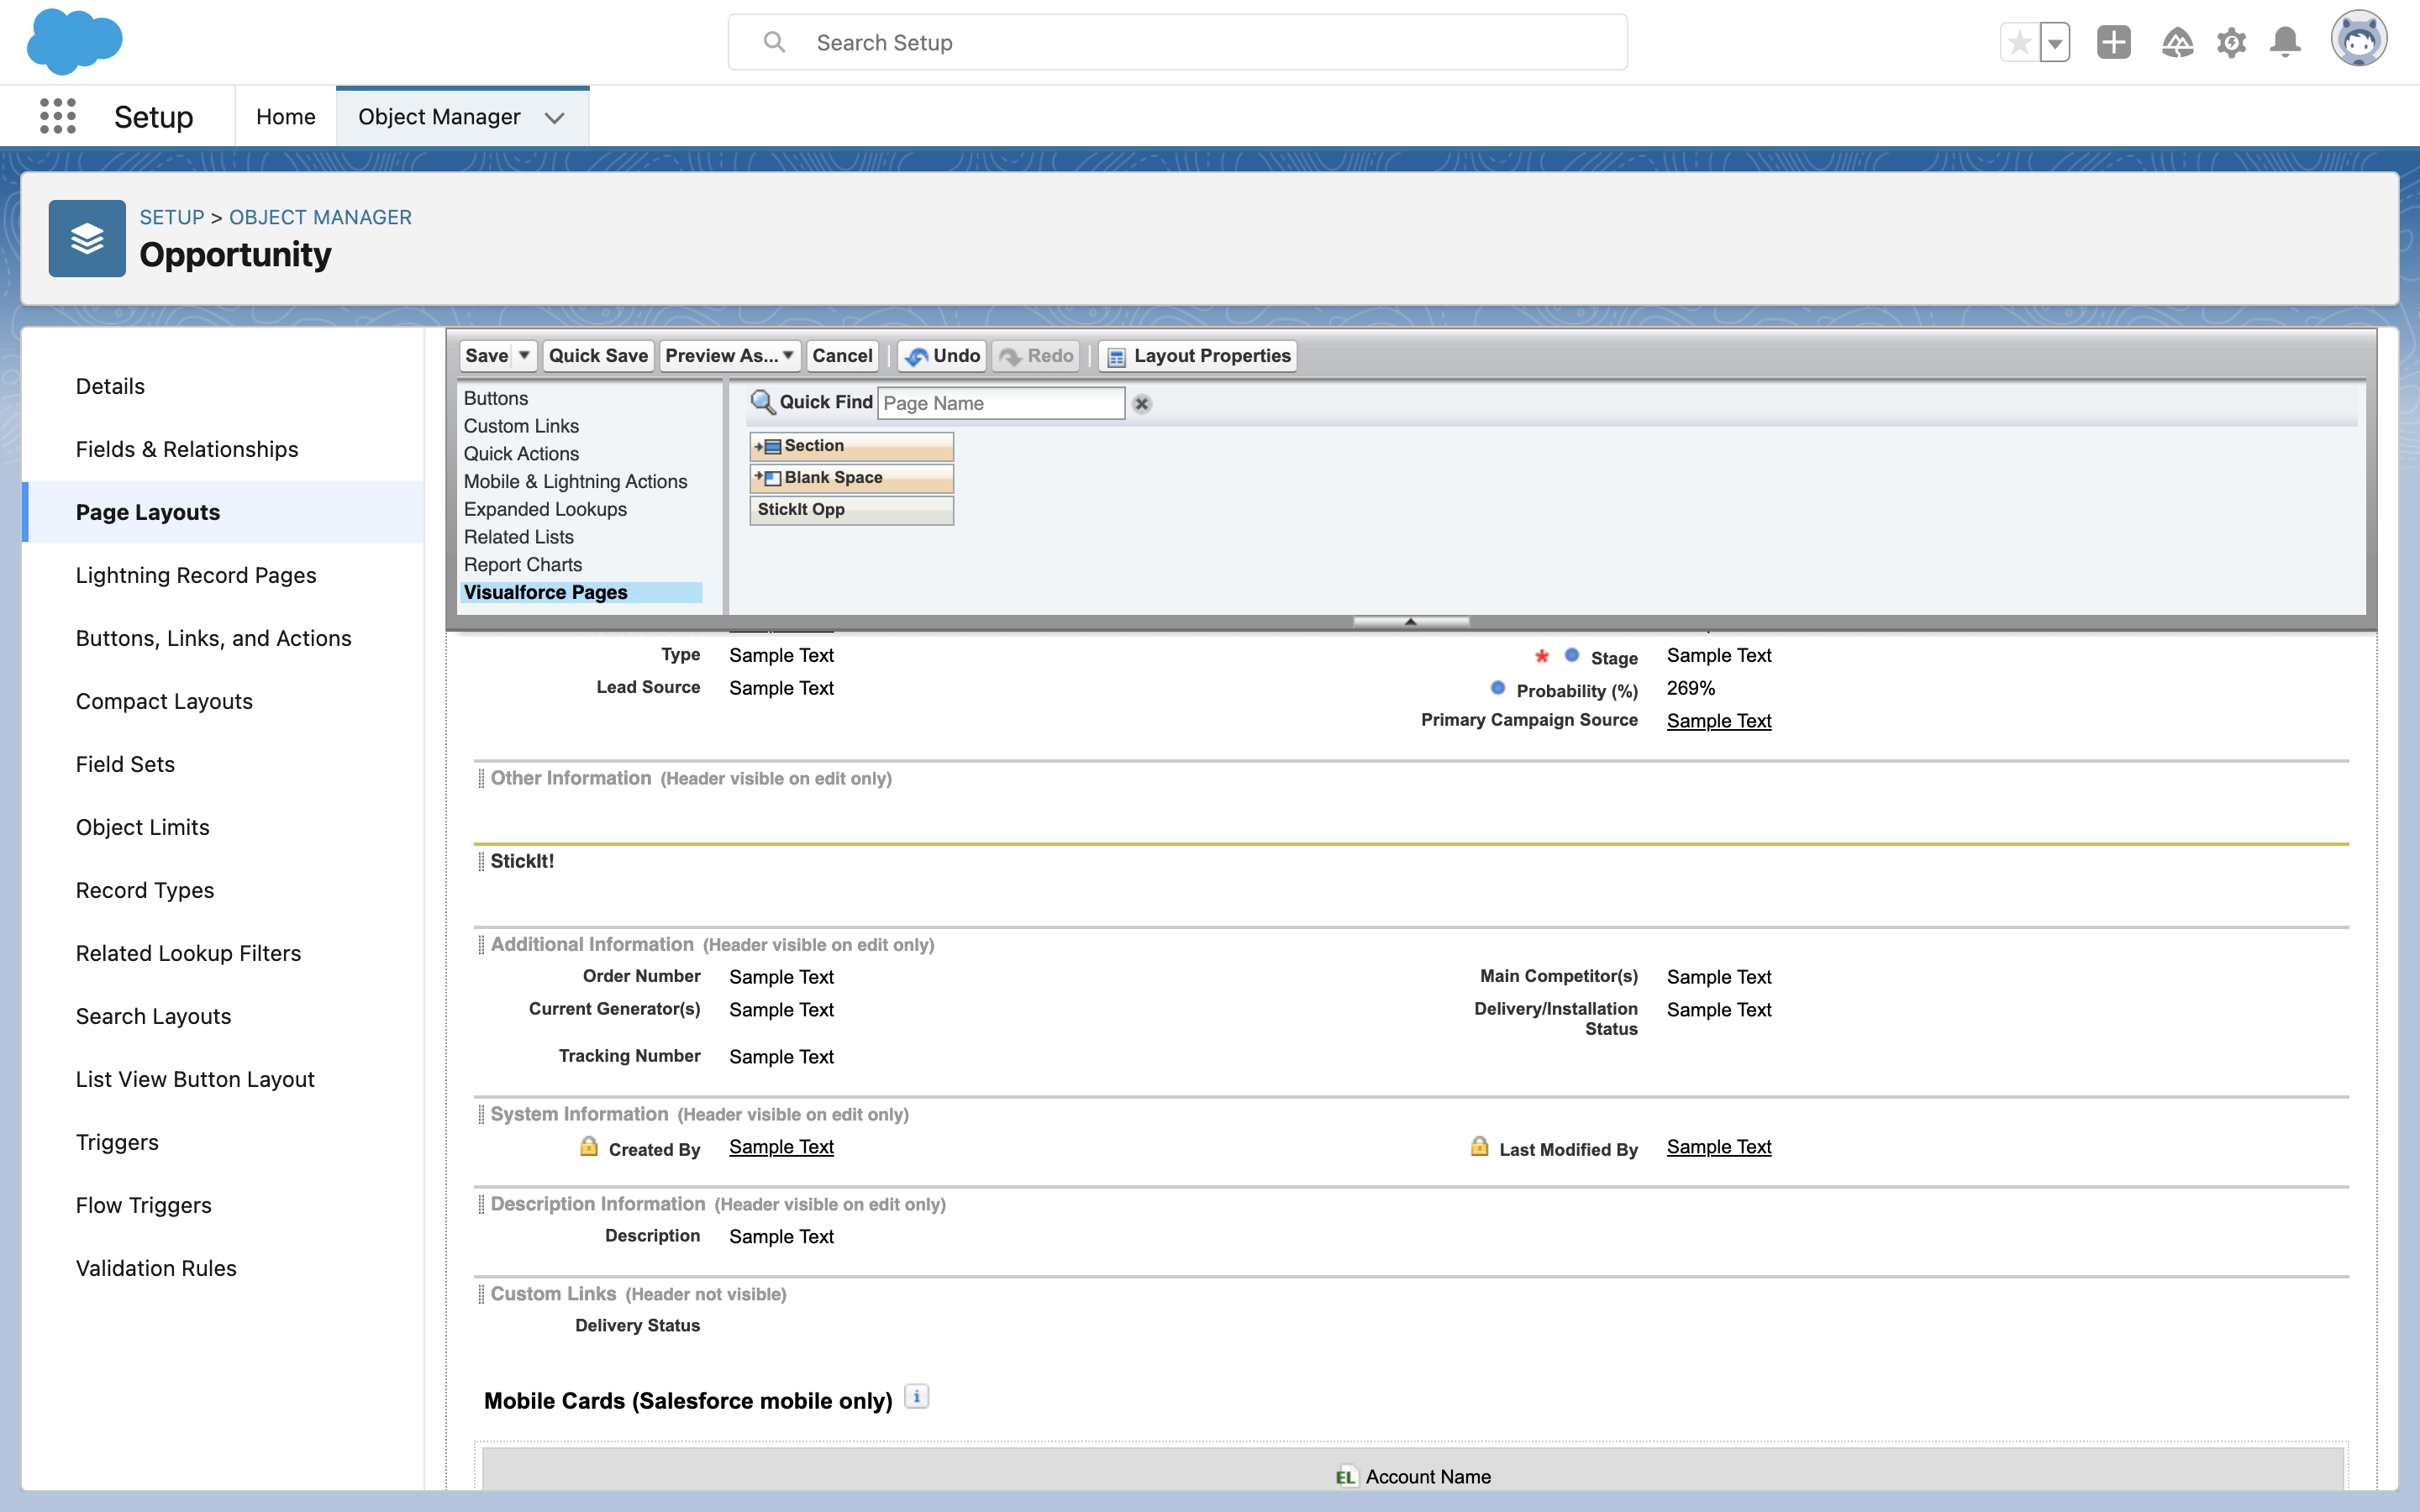 Search Setup
Setup Home Object Manager
SETUP > OBJECT MANAGER
Opportunity
Details
Fields & Relationships
Page Layouts
Lightning Record Pages
Buttons, Links, and Actions
Compact Layouts
Field Sets
Object Limits
Record Types
Related Lookup Filters
Search Layouts
List View Button Layout
Triggers
Flow Triggers
Validation Rules
Save Quick Save Preview As... Cancel Undo Redo Layout Properties
Buttons
Custom Links
Quick Actions
Mobile & Lightning Actions
Expanded Lookups
Related Lists
Report Charts
Visualforce Pages
Quick Find Page Name
Section
Blank Space
StickIt Opp
Type Sample Text * Stage Sample Text
Lead Source Sample Text Probability (%) 269%
Primary Campaign Source Sample Text
Other Information (Header visible on edit only)
StickIt!
Additional Information (Header visible on edit only)
Order Number Sample Text Main Competitor(s) Sample Text
Current Generator(s) Sample Text Delivery/Installation Sample Text
Status
Tracking Number Sample Text
System Information (Header visible on edit only)
Created By Sample Text Last Modified By Sample Text
Description Information (Header visible on edit only)
Description Sample Text
Custom Links (Header not visible)
Delivery Status
Mobile Cards (Salesforce mobile only) i
EL Account Name